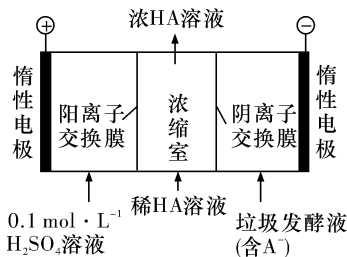 浓HA溶液
+
−
惰性电极
阳离子
交换膜
浓缩室
阴离子
交换膜
惰性电极
0.1 mol·L⁻¹
H₂SO₄溶液
稀HA溶液
垃圾发酵液
(含A⁻)